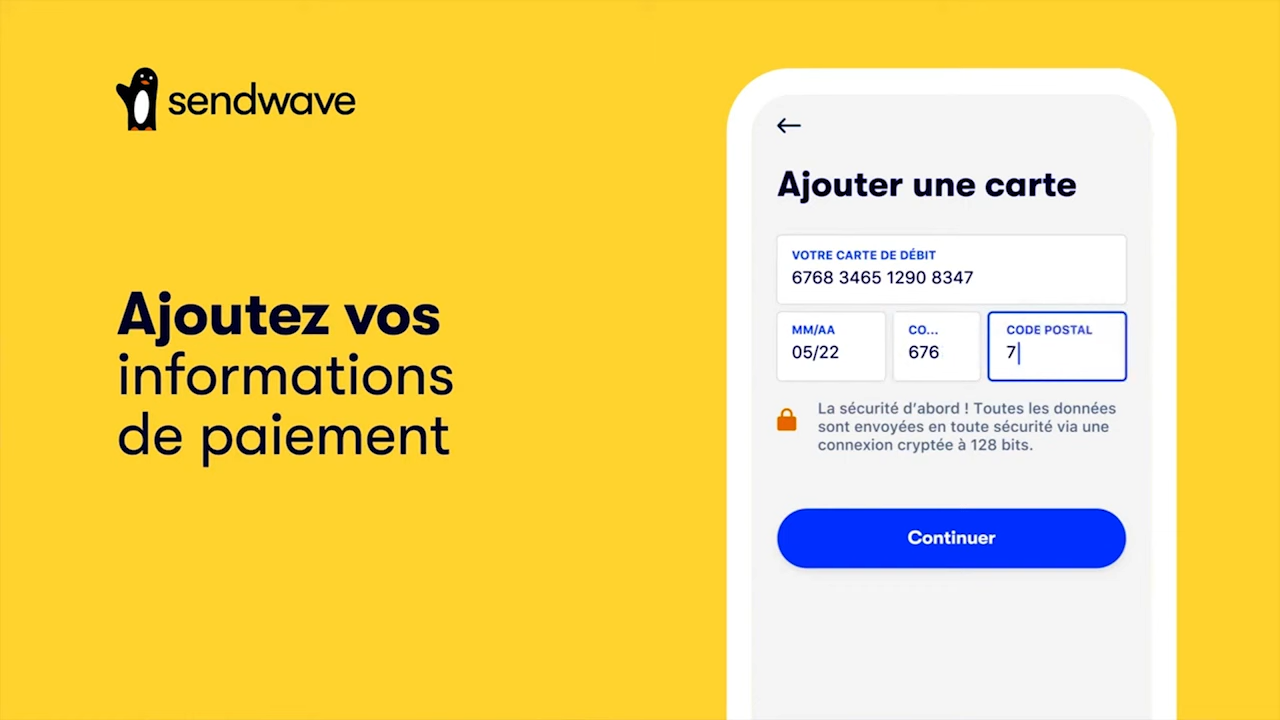 sendwave
Ajoutez vos
informations
de paiement
Ajouter une carte
VOTRE CARTE DE DÉBIT
6768 3465 1290 8347
MM/AA
05/22
CO...
676
CODE POSTAL
7
La sécurité d'abord ! Toutes les données
sont envoyées en toute sécurité via une
connexion cryptée à 128 bits.
Continuer